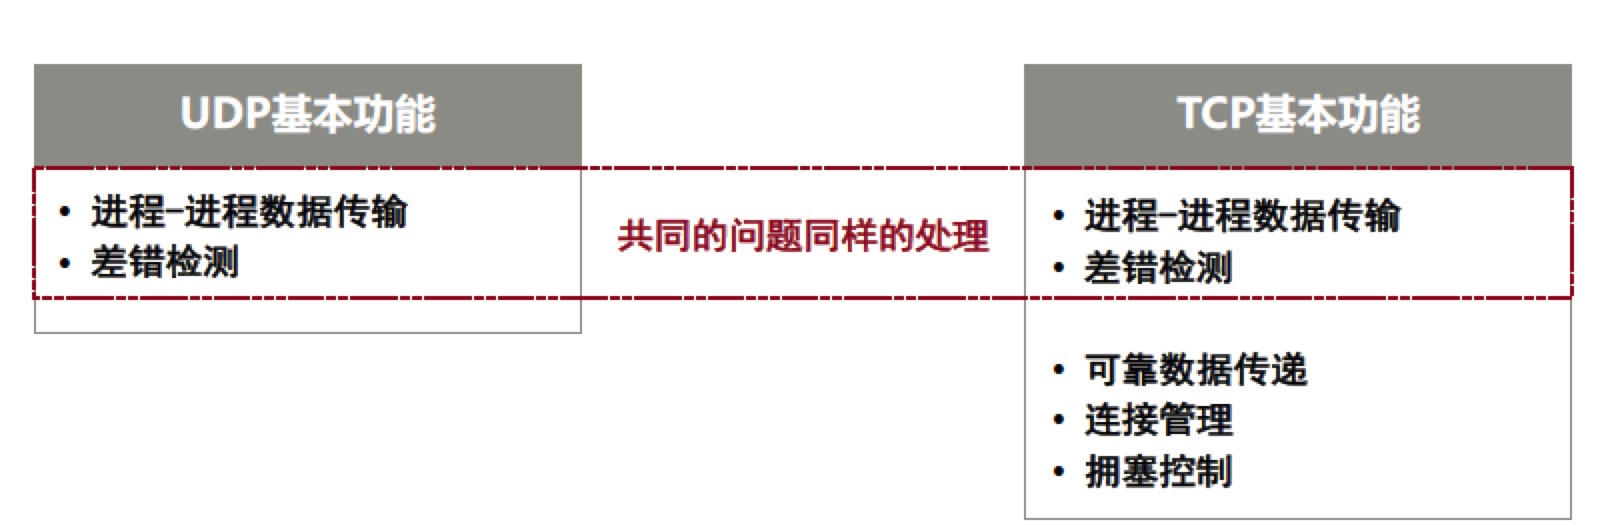 UDP基本功能
• 进程–进程数据传输
• 差错检测
共同的问题同样的处理
TCP基本功能
• 进程–进程数据传输
• 差错检测
• 可靠数据传递
• 连接管理
• 拥塞控制